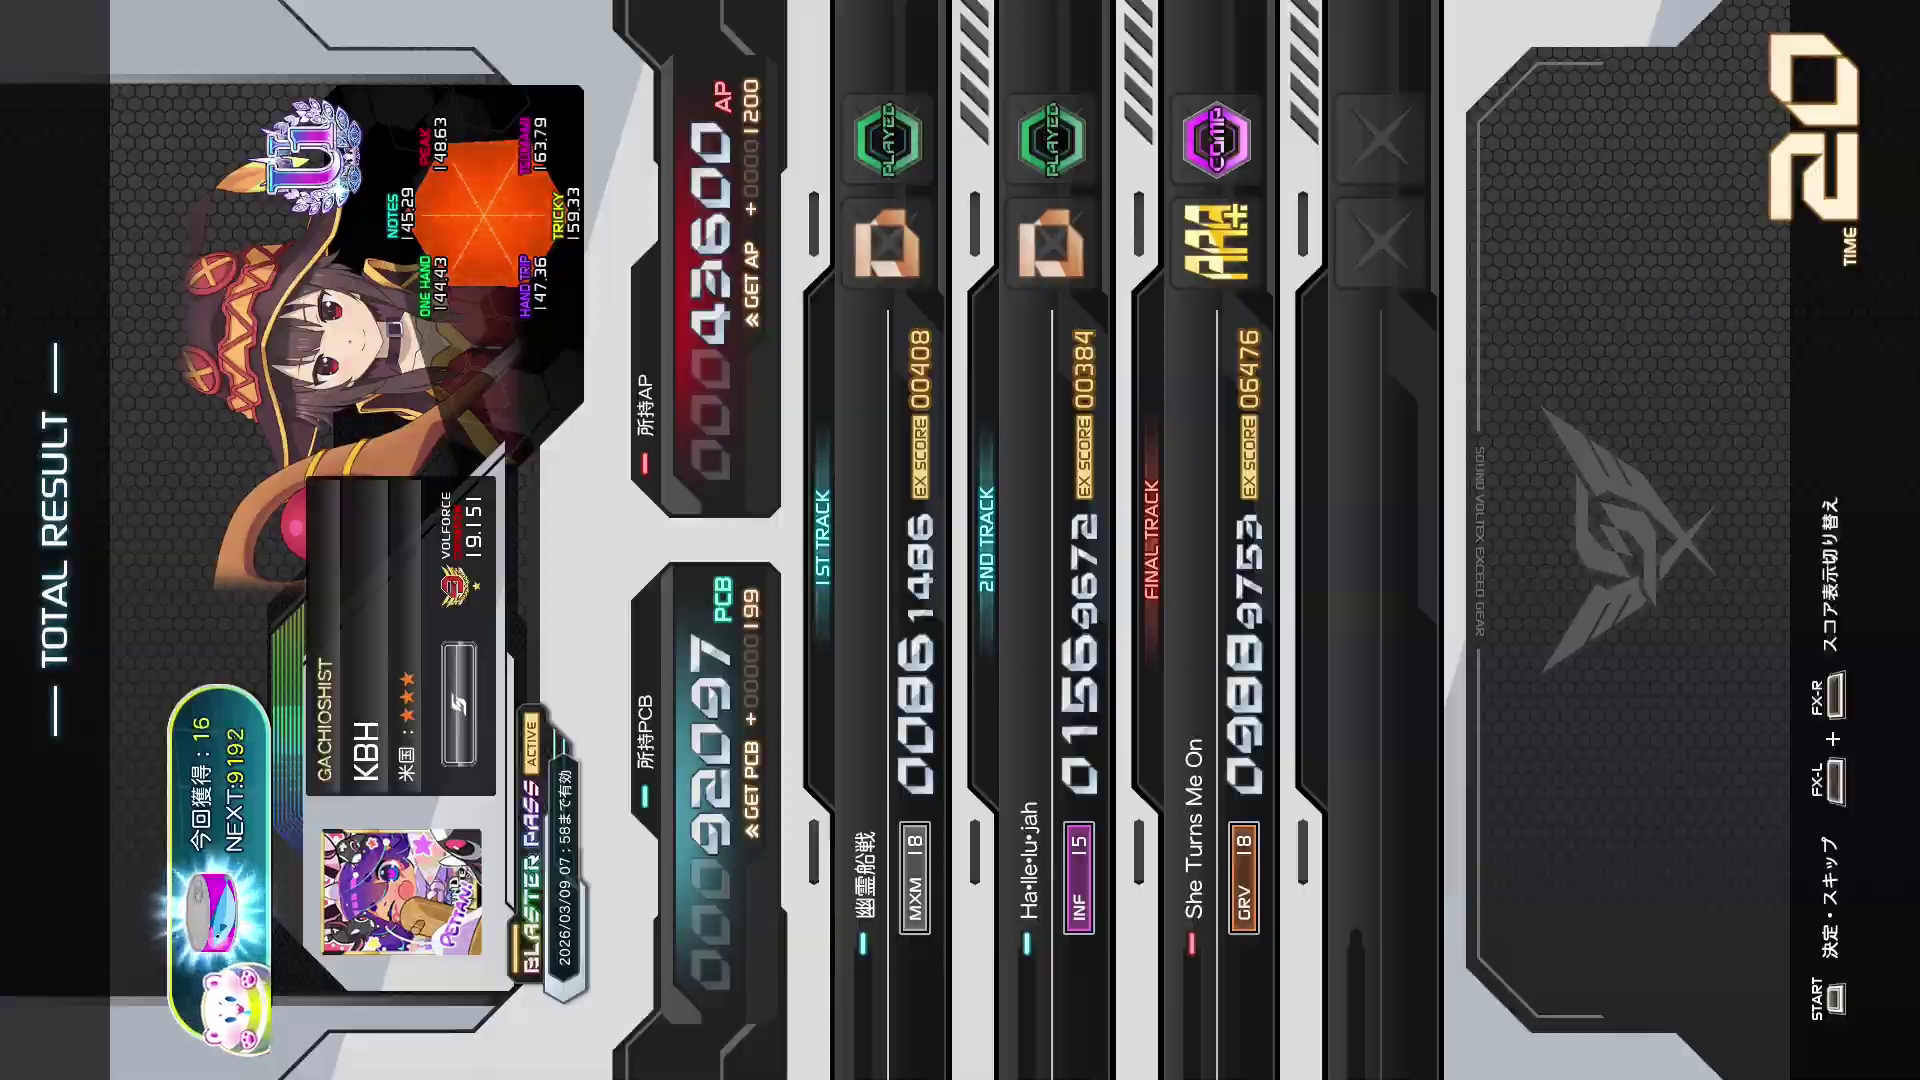 TOTAL RESULT
今回獲得：16
NEXT:9192
GACHIOSHIST
KBH
米国：★★★
VOLFORCE
19.151
U
NOTES
145.29
PEAK
148.63
TSUMAMI
163.79
TRICKY
159.33
HAND TRIP
147.36
ONE HAND
144.43
PETTAN!
BLASTER PASS ACTIVE
2026/03/09 07：58まで有効
所持PCB
000092097 PCB
GET PCB +00000199
所持AP
00043600 AP
GET AP +00001200
1ST TRACK
幽霊船戦
MXM 18
00861486
EX SCORE 00408
D
PLAYED
2ND TRACK
Ha•lle•lu•jah
INF 15
01569672
EX SCORE 00384
D
PLAYED
FINAL TRACK
She Turns Me On
GRV 18
09889753
EX SCORE 06476
AAA+
COMP
SOUND VOLTEX EXCEED GEAR
START 決定・スキップ FX-L + FX-R スコア表示切り替え
TIME 20